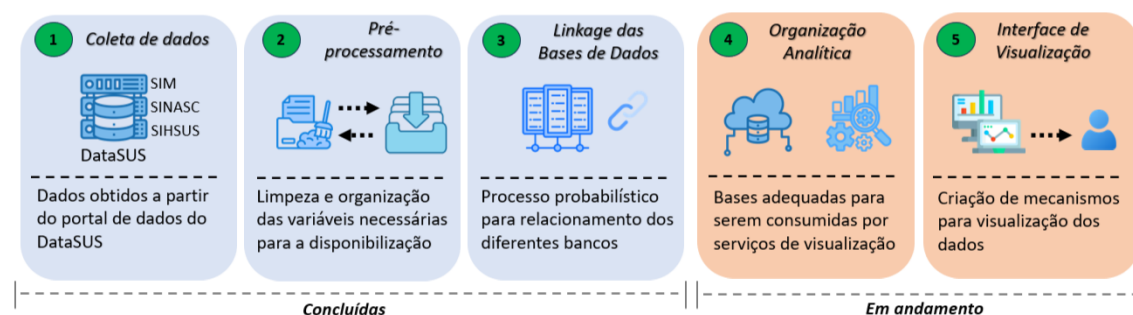 1
Coleta de dados
SIM
SINASC
SIHSUS
DataSUS
Dados obtidos a partir
do portal de dados do
DataSUS
2
Pré-
processamento
Limpeza e organização
das variáveis necessárias
para a disponibilização
3
Linkage das
Bases de Dados
Processo probabilístico
para relacionamento dos
diferentes bancos
4
Organização
Analítica
Bases adequadas para
serem consumidas por
serviços de visualização
5
Interface de
Visualização
Criação de mecanismos
para visualização dos
dados
Concluídas
Em andamento